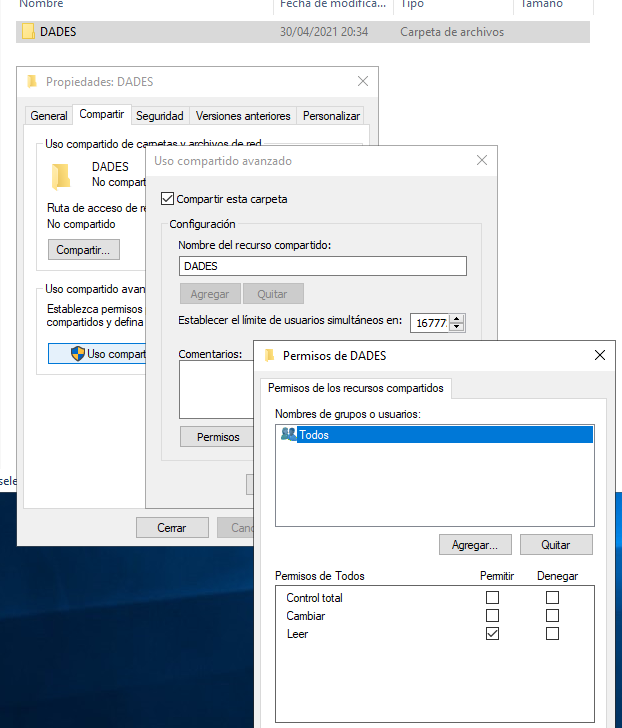 Nombre Fecha de modifica... Tipo Tamaño
DADES 30/04/2021 20:34 Carpeta de archivos
Propiedades: DADES
General Compartir Seguridad Versiones anteriores Personalizar
Uso compartido de carpetas y archivos de red
DADES
No compart
Ruta de acceso de re
No compartido
Compartir...
Uso compartido avan
Establezca permisos
compartidos y defina
Uso compart
Cerrar Canc
Uso compartido avanzado
Compartir esta carpeta
Configuración
Nombre del recurso compartido:
DADES
Agregar Quitar
Establecer el límite de usuarios simultáneos en: 16777
Comentarios:
Permisos
Permisos de DADES
Permisos de los recursos compartidos
Nombres de grupos o usuarios:
Todos
Agregar... Quitar
Permisos de Todos Permitir Denegar
Control total
Cambiar
Leer
sele